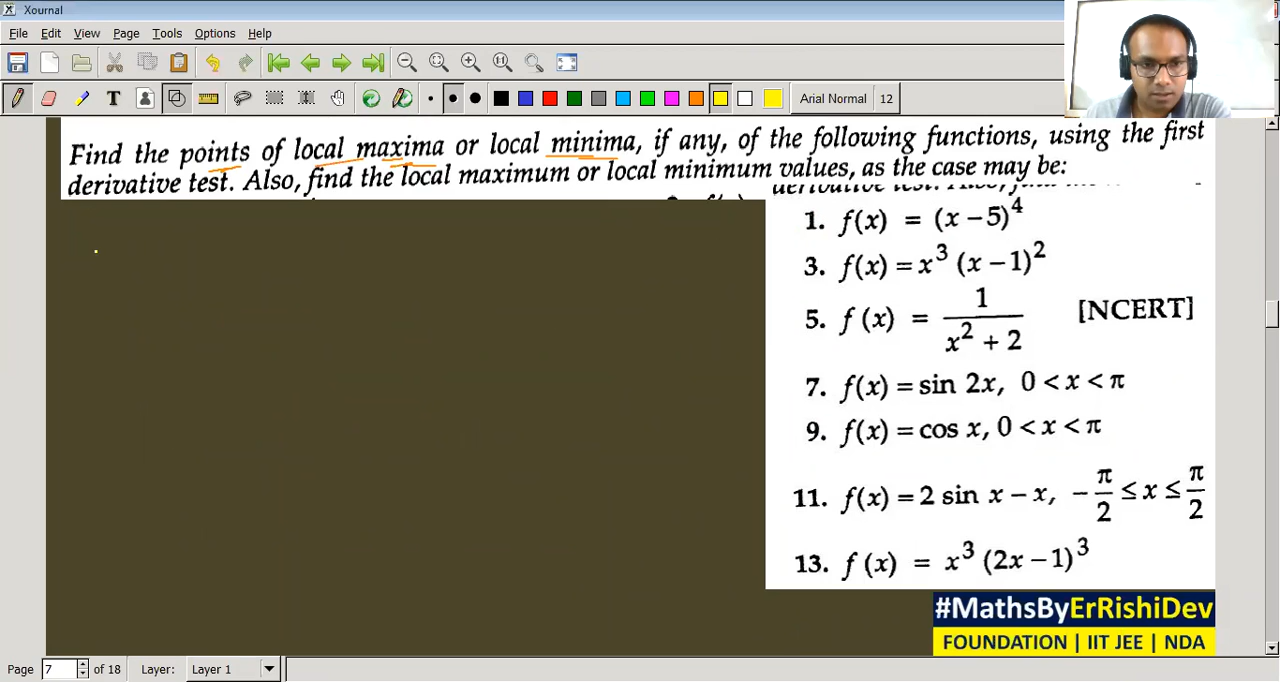 Xournal
File Edit View Page Tools Options Help
Arial Normal 12
Find the points of local maxima or local minima, if any, of the following functions, using the first
derivative test. Also, find the local maximum or local minimum values, as the case may be:
1. f(x) = (x – 5)⁴
3. f(x) = x³ (x – 1)²
5. f (x) = 1/(x² + 2) [NCERT]
7. f(x) = sin 2x, 0 < x < π
9. f(x) = cos x, 0 < x < π
11. f(x) = 2 sin x – x, –π/2 ≤ x ≤ π/2
13. f (x) = x³ (2x – 1)³
#MathsByErRishiDev
FOUNDATION | IIT JEE | NDA
Page 7 of 18 Layer: Layer 1